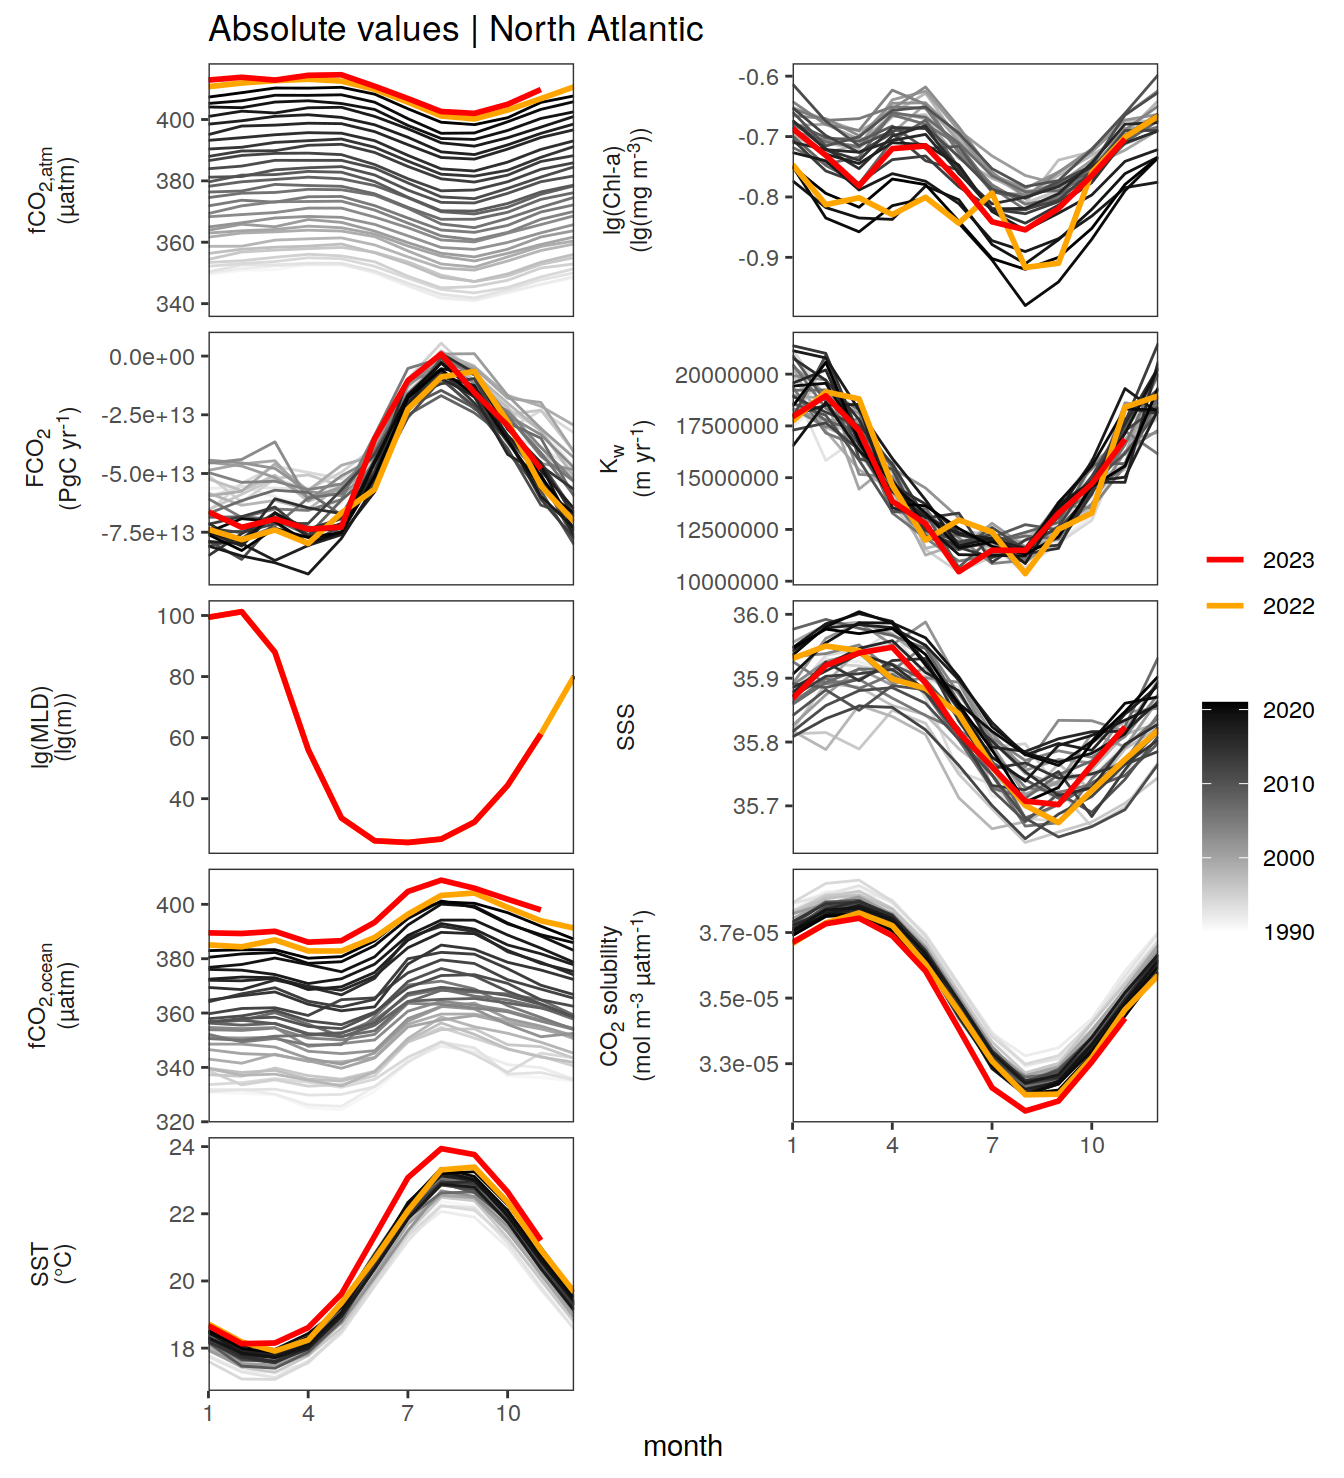 Absolute values | North Atlantic
fCO2,atm
(µatm)
400
380
360
340
lg(Chl-a)
(lg(mg m-3))
-0.6
-0.7
-0.8
-0.9
FCO2
(PgC yr-1)
0.0e+00
-2.5e+13
-5.0e+13
-7.5e+13
Kw
(m yr-1)
20000000
17500000
15000000
12500000
10000000
lg(MLD)
(lg(m))
100
80
60
40
SSS
36.0
35.9
35.8
35.7
fCO2,ocean
(µatm)
400
380
360
340
320
CO2 solubility
(mol m-3 µatm-1)
3.7e-05
3.5e-05
3.3e-05
1 4 7 10
SST
(°C)
24
22
20
18
1 4 7 10
month
2023
2022
2020
2010
2000
1990